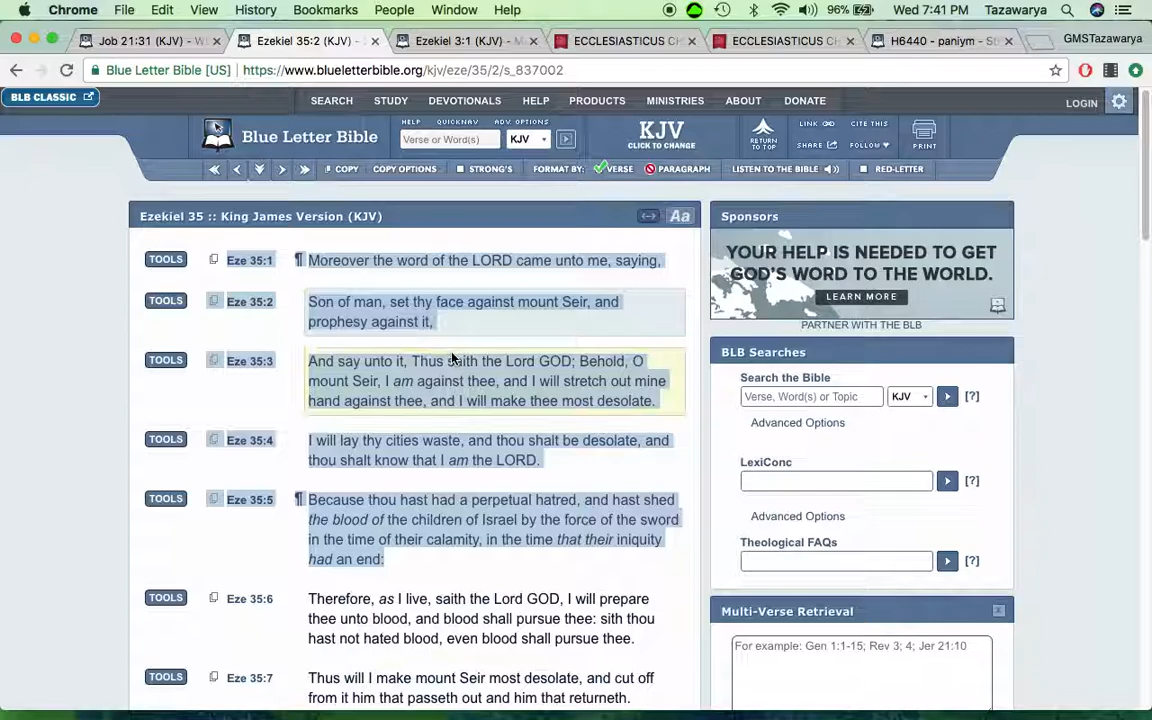 Chrome File Edit View History Bookmarks People Window Help 96% Wed 7:41 PM Tazawarya
Job 21:31 (KJV) - W Ezekiel 35:2 (KJV) - Ezekiel 3:1 (KJV) - M ECCLESIASTICUS CH ECCLESIASTICUS CH H6440 - paniym - St GMSTazawarya
Blue Letter Bible [US] https://www.blueletterbible.org/kjv/eze/35/2/s_837002
BLB CLASSIC
SEARCH STUDY DEVOTIONALS HELP PRODUCTS MINISTRIES ABOUT DONATE LOGIN
Blue Letter Bible
HELP QUICKNAV ADV. OPTIONS
Verse or Word(s) KJV
KJV
CLICK TO CHANGE
RETURN
TO TOP
LINK CITE THIS
SHARE FOLLOW
PRINT
COPY COPY OPTIONS STRONG'S FORMAT BY: VERSE PARAGRAPH LISTEN TO THE BIBLE RED-LETTER
Ezekiel 35 :: King James Version (KJV) Aa
TOOLS Eze 35:1 ¶ Moreover the word of the LORD came unto me, saying,
TOOLS Eze 35:2 Son of man, set thy face against mount Seir, and
prophesy against it,
TOOLS Eze 35:3 And say unto it, Thus saith the Lord GOD; Behold, O
mount Seir, I am against thee, and I will stretch out mine
hand against thee, and I will make thee most desolate.
TOOLS Eze 35:4 I will lay thy cities waste, and thou shalt be desolate, and
thou shalt know that I am the LORD.
TOOLS Eze 35:5 ¶ Because thou hast had a perpetual hatred, and hast shed
the blood of the children of Israel by the force of the sword
in the time of their calamity, in the time that their iniquity
had an end:
TOOLS Eze 35:6 Therefore, as I live, saith the Lord GOD, I will prepare
thee unto blood, and blood shall pursue thee: sith thou
hast not hated blood, even blood shall pursue thee.
TOOLS Eze 35:7 Thus will I make mount Seir most desolate, and cut off
from it him that passeth out and him that returneth.
Sponsors
YOUR HELP IS NEEDED TO GET
GOD'S WORD TO THE WORLD.
LEARN MORE
PARTNER WITH THE BLB
BLB Searches
Search the Bible
Verse, Word(s) or Topic KJV [?]
Advanced Options
LexiConc
[?]
Advanced Options
Theological FAQs
[?]
Multi-Verse Retrieval
For example: Gen 1:1-15; Rev 3; 4; Jer 21:10